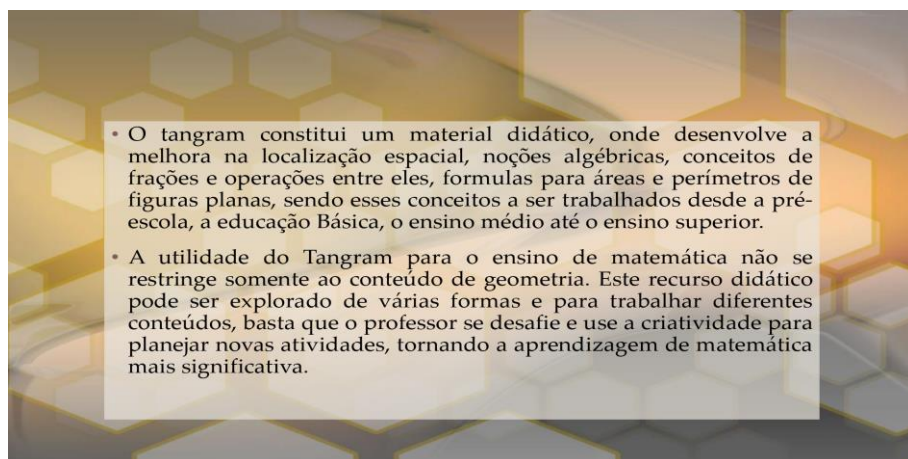 • O tangram constitui um material didático, onde desenvolve a
melhora na localização espacial, noções algébricas, conceitos de
frações e operações entre eles, formulas para áreas e perímetros de
figuras planas, sendo esses conceitos a ser trabalhados desde a pré-
escola, a educação Básica, o ensino médio até o ensino superior.
• A utilidade do Tangram para o ensino de matemática não se
restringe somente ao conteúdo de geometria. Este recurso didático
pode ser explorado de várias formas e para trabalhar diferentes
conteúdos, basta que o professor se desafie e use a criatividade para
planejar novas atividades, tornando a aprendizagem de matemática
mais significativa.